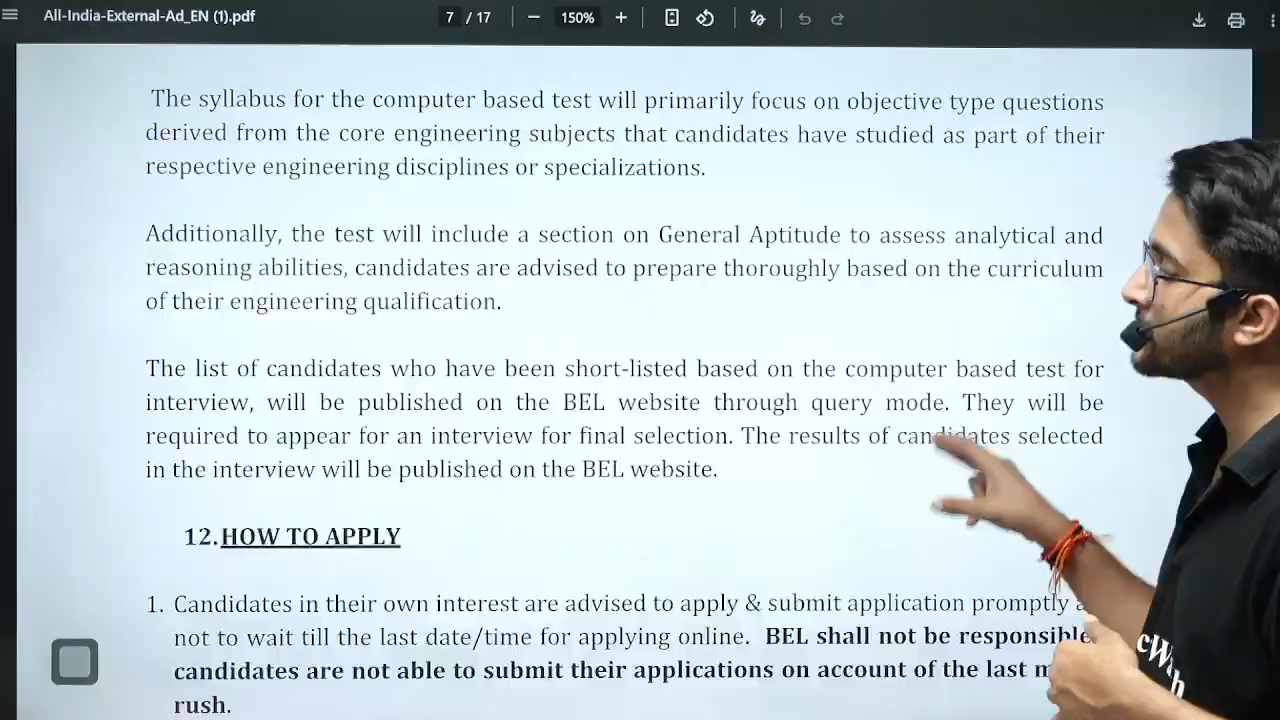 All-India-External-Ad_EN (1).pdf
7 / 17
150%
The syllabus for the computer based test will primarily focus on objective type questions
derived from the core engineering subjects that candidates have studied as part of their
respective engineering disciplines or specializations.
Additionally, the test will include a section on General Aptitude to assess analytical and
reasoning abilities, candidates are advised to prepare thoroughly based on the curriculum
of their engineering qualification.
The list of candidates who have been short-listed based on the computer based test for
interview, will be published on the BEL website through query mode. They will be
required to appear for an interview for final selection. The results of candidates selected
in the interview will be published on the BEL website.
12. HOW TO APPLY
1. Candidates in their own interest are advised to apply & submit application promptly
not to wait till the last date/time for applying online. BEL shall not be responsible
candidates are not able to submit their applications on account of the last
rush.